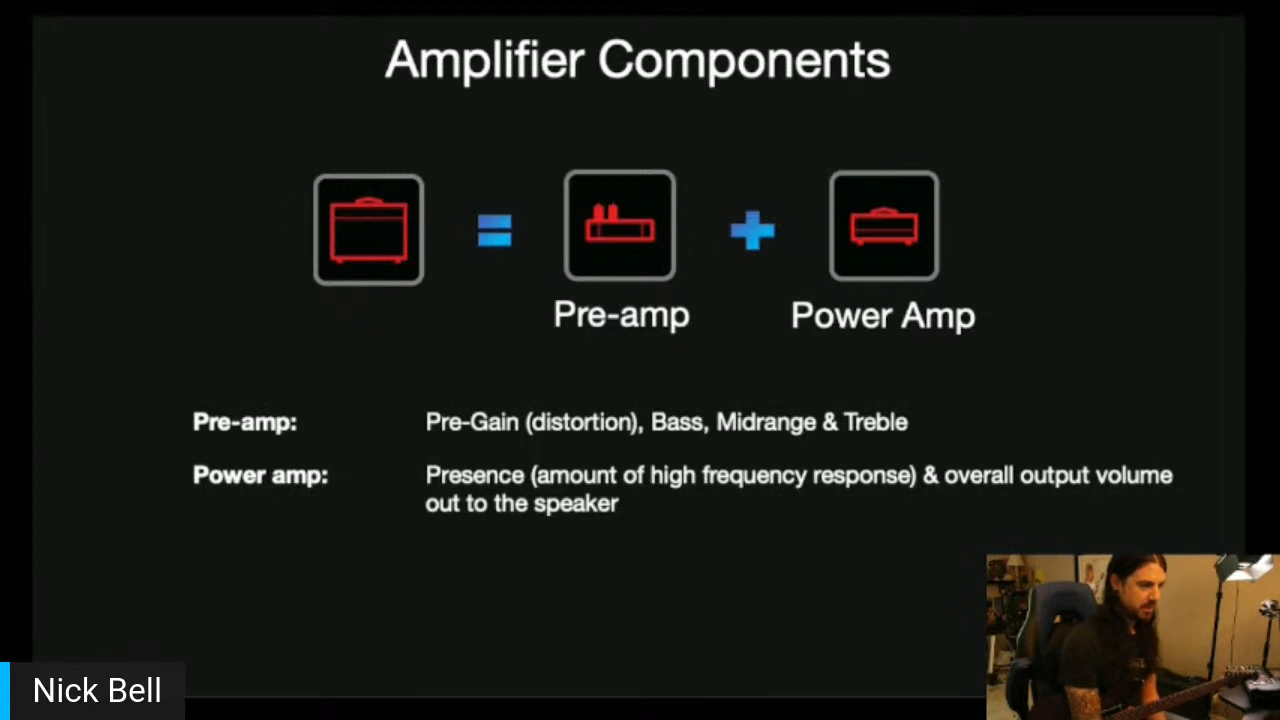 Amplifier Components
Pre-amp
Power Amp
Pre-amp: Pre-Gain (distortion), Bass, Midrange & Treble
Power amp: Presence (amount of high frequency response) & overall output volume
out to the speaker
Nick Bell